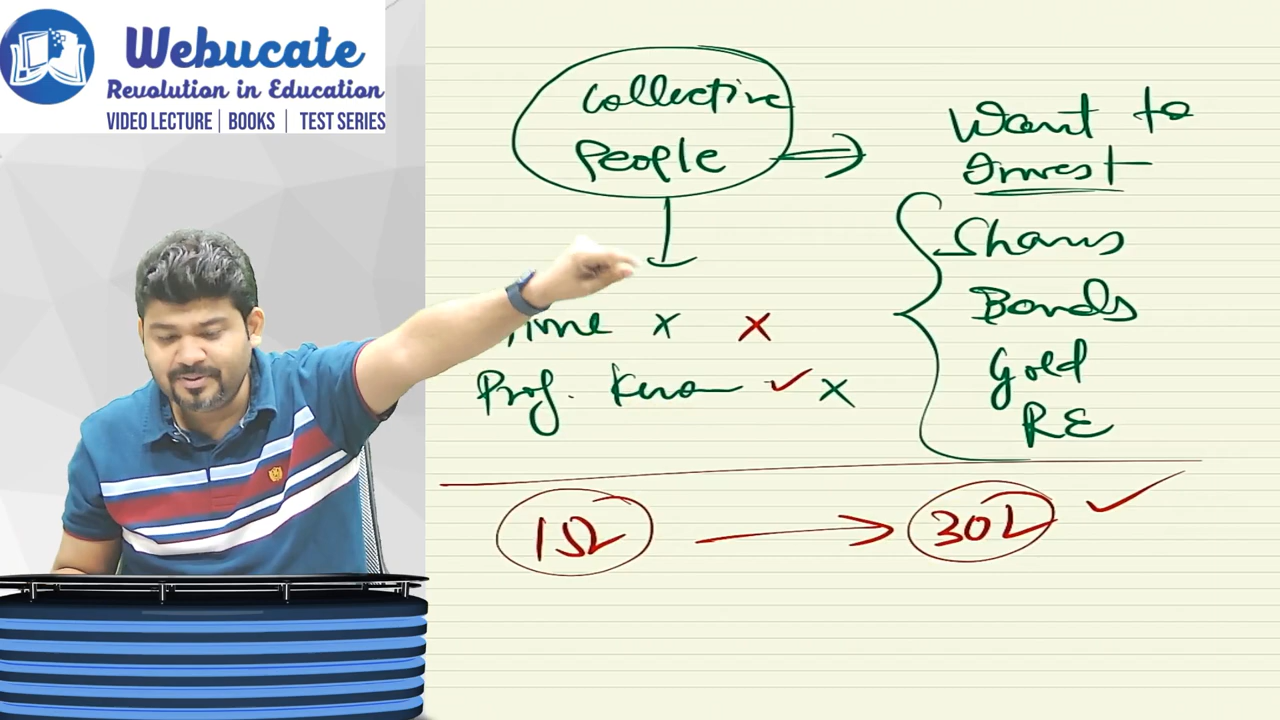 Webucate
Revolution in Education
VIDEO LECTURE | BOOKS | TEST SERIES
Collective
People
Want to
Invest
Shares
Bonds
Gold
RE
Time x x
Prof. ✓ x
15L
30L ✓